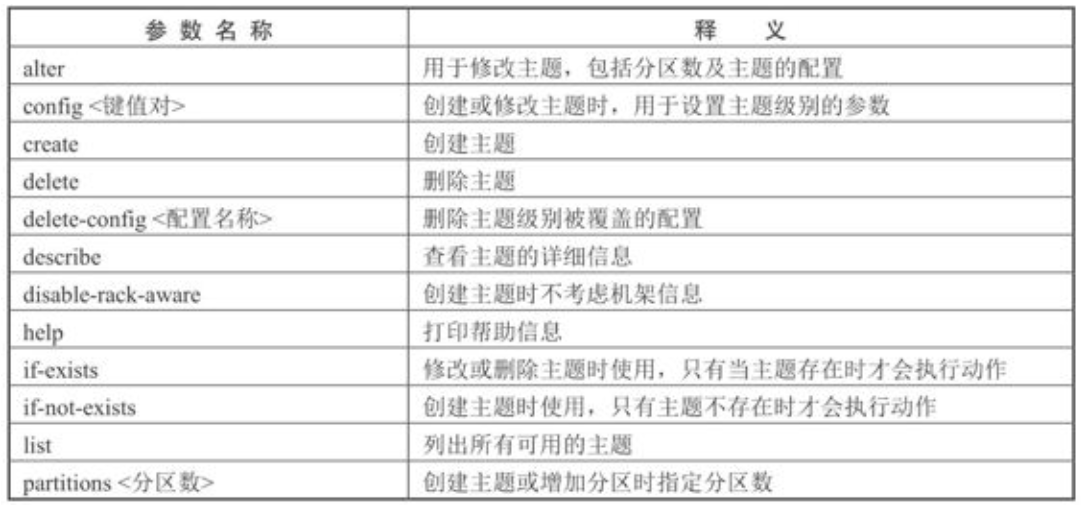 参 数 名 称 释 义
alter 用于修改主题，包括分区数及主题的配置
config <键值对> 创建或修改主题时，用于设置主题级别的参数
create 创建主题
delete 删除主题
delete-config <配置名称> 删除主题级别被覆盖的配置
describe 查看主题的详细信息
disable-rack-aware 创建主题时不考虑机架信息
help 打印帮助信息
if-exists 修改或删除主题时使用，只有当主题存在时才会执行动作
if-not-exists 创建主题时使用，只有主题不存在时才会执行动作
list 列出所有可用的主题
partitions <分区数> 创建主题或增加分区时指定分区数